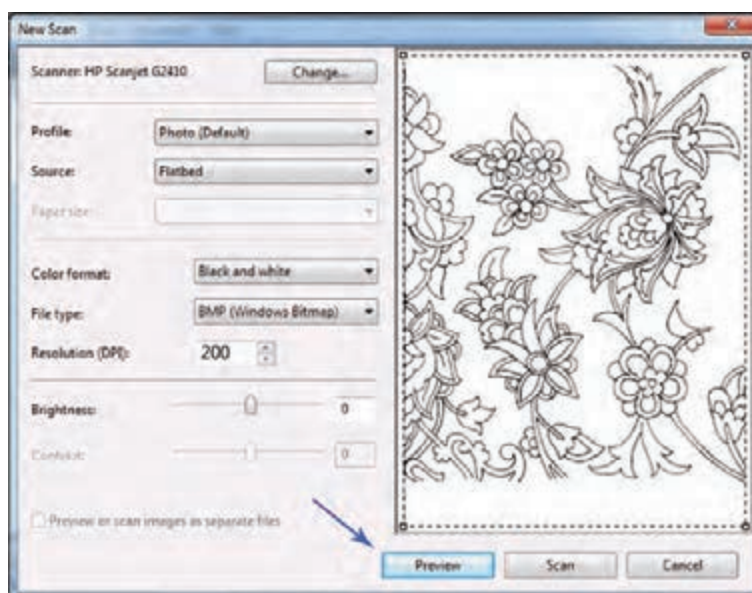 New Scan
Scanner: HP Scanjet G2410
Change...
Profile:
Photo (Default)
Source:
Flatbed
Paper size:
Color format:
Black and white
File type:
BMP (Windows Bitmap)
Resolution (DPI):
200
Brightness:
0
Contrast:
0
Preview or scan images as separate files
Preview
Scan
Cancel